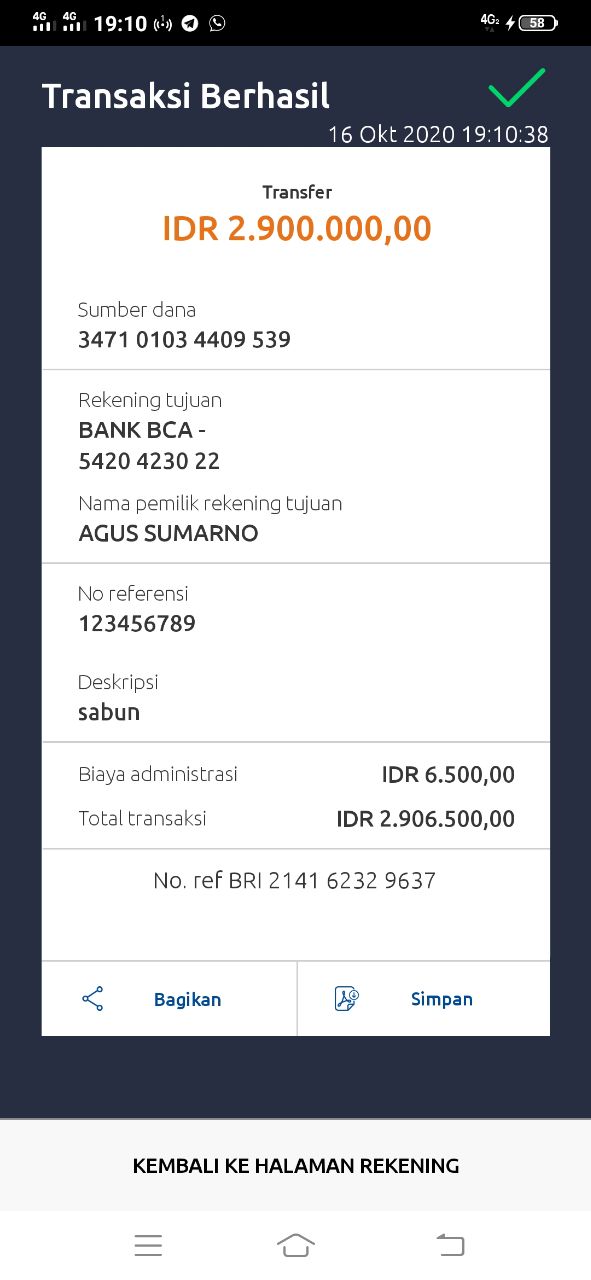 4G 4G 19:10 4G2 58
Transaksi Berhasil
16 Okt 2020 19:10:38
Transfer
IDR 2.900.000,00
Sumber dana
3471 0103 4409 539
Rekening tujuan
BANK BCA -
5420 4230 22
Nama pemilik rekening tujuan
AGUS SUMARNO
No referensi
123456789
Deskripsi
sabun
Biaya administrasi IDR 6.500,00
Total transaksi IDR 2.906.500,00
No. ref BRI 2141 6232 9637
Bagikan Simpan
KEMBALI KE HALAMAN REKENING